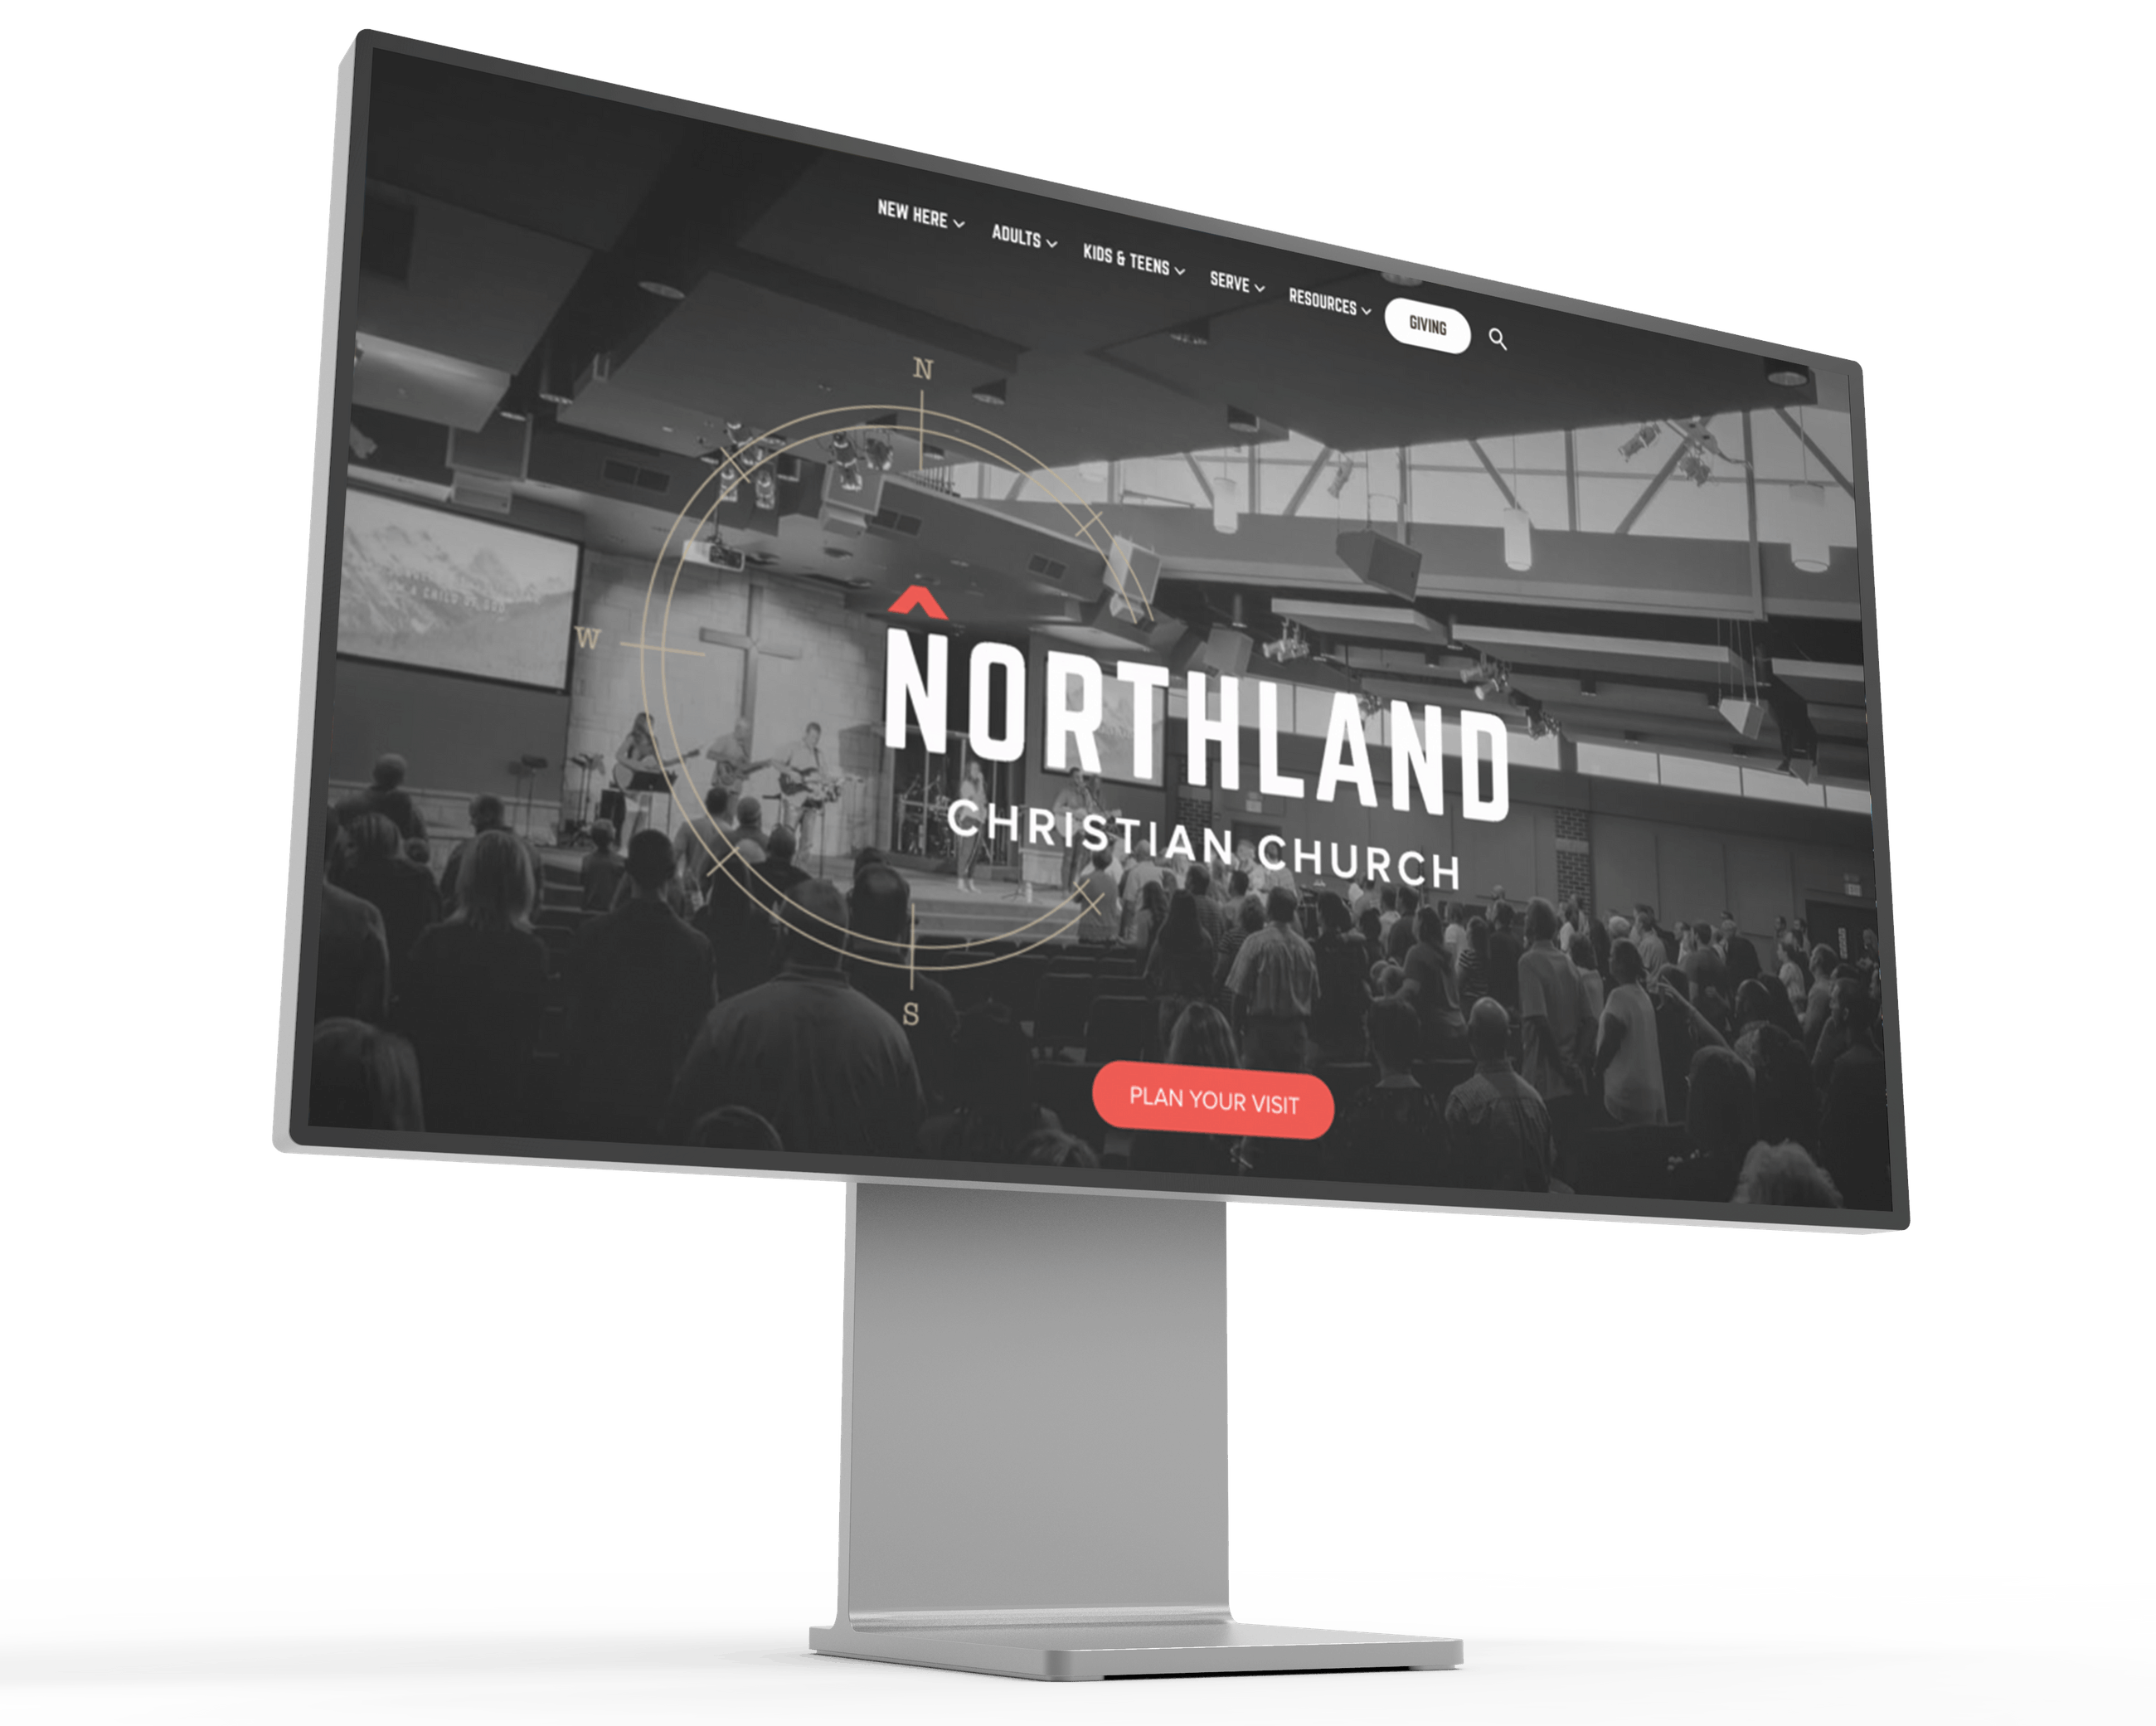 NEW HERE
ADULTS
KIDS & TEENS
SERVE
RESOURCES
GIVING
N
W
NORTHLAND
CHRISTIAN CHURCH
S
PLAN YOUR VISIT